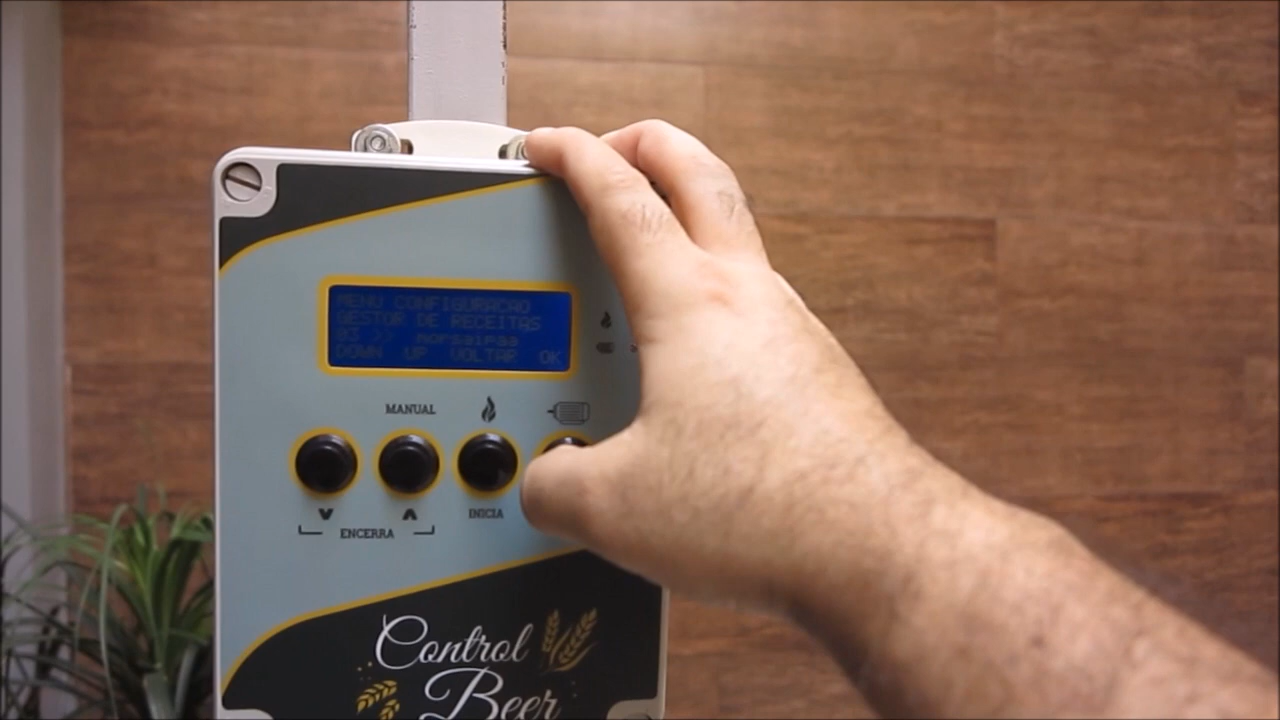 MENU CONFIGURACAO
GESTOR DE RECEITAS
DOWN UP VOLTAR OK
MANUAL
INICIA
ENCERRA
Control
Beer